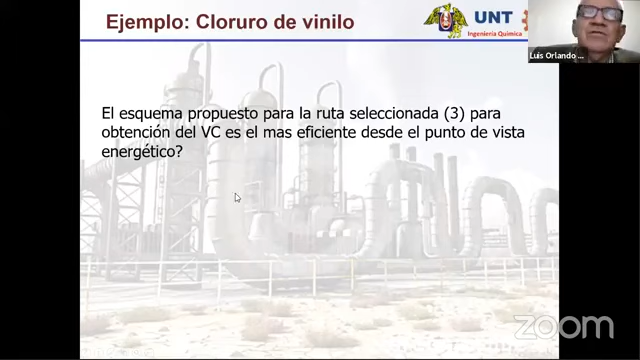 Ejemplo: Cloruro de vinilo
UNT
Ingeniería Química
Luis Orlando ...
El esquema propuesto para la ruta seleccionada (3) para
obtención del VC es el mas eficiente desde el punto de vista
energético?
zoom